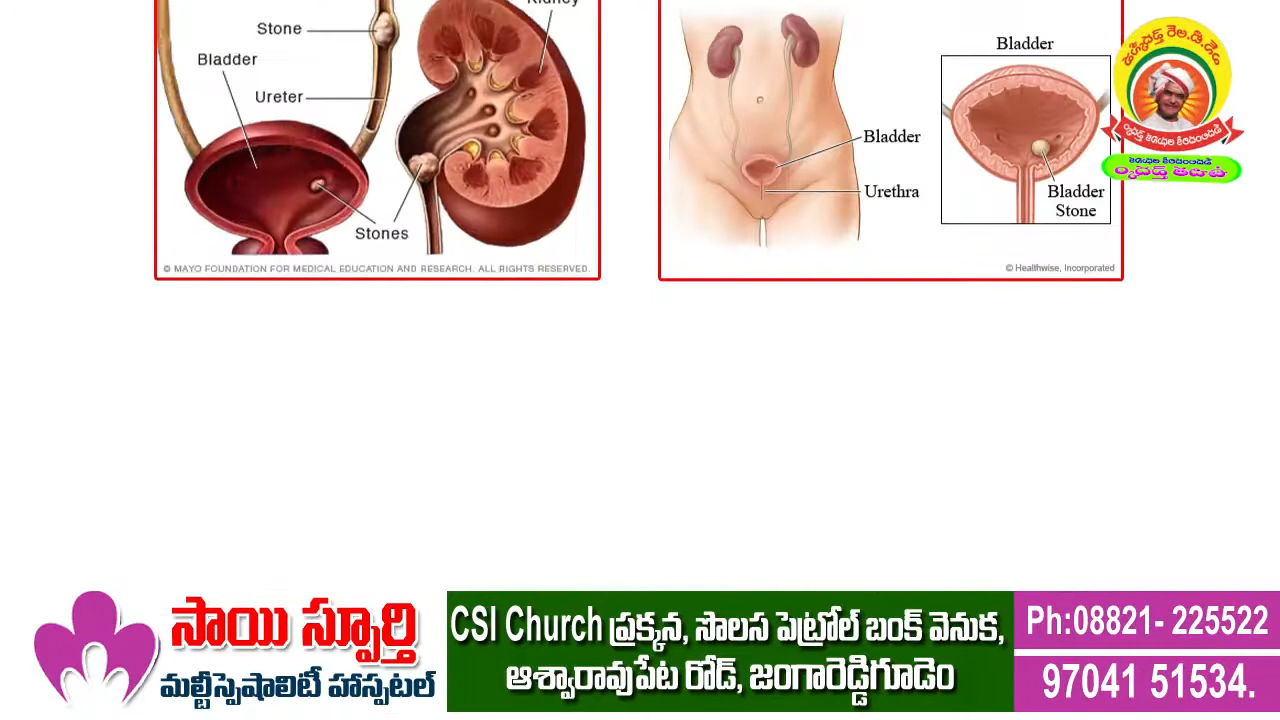 Kidney
Stone
Bladder
Ureter
Stones
© MAYO FOUNDATION FOR MEDICAL EDUCATION AND RESEARCH. ALL RIGHTS RESERVED.
Bladder
Urethra
Bladder
Bladder
Stone
© Healthwise, Incorporated
సాయి స్పూర్తి
మల్టీస్పెషాలిటీ హాస్పటల్
CSI Church ప్రక్కన, సొలస పెట్రోల్ బంక్ వెనుక,
ఆశ్వారావుపేట రోడ్, జంగారెడ్డిగూడెం
Ph:08821- 225522
97041 51534.